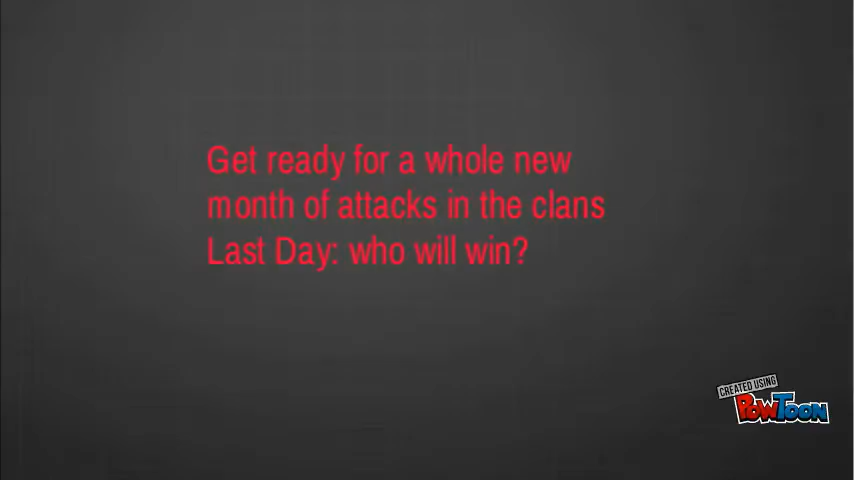 Get ready for a whole new
month of attacks in the clans
Last Day: who will win?
CREATED USING
POWTOON